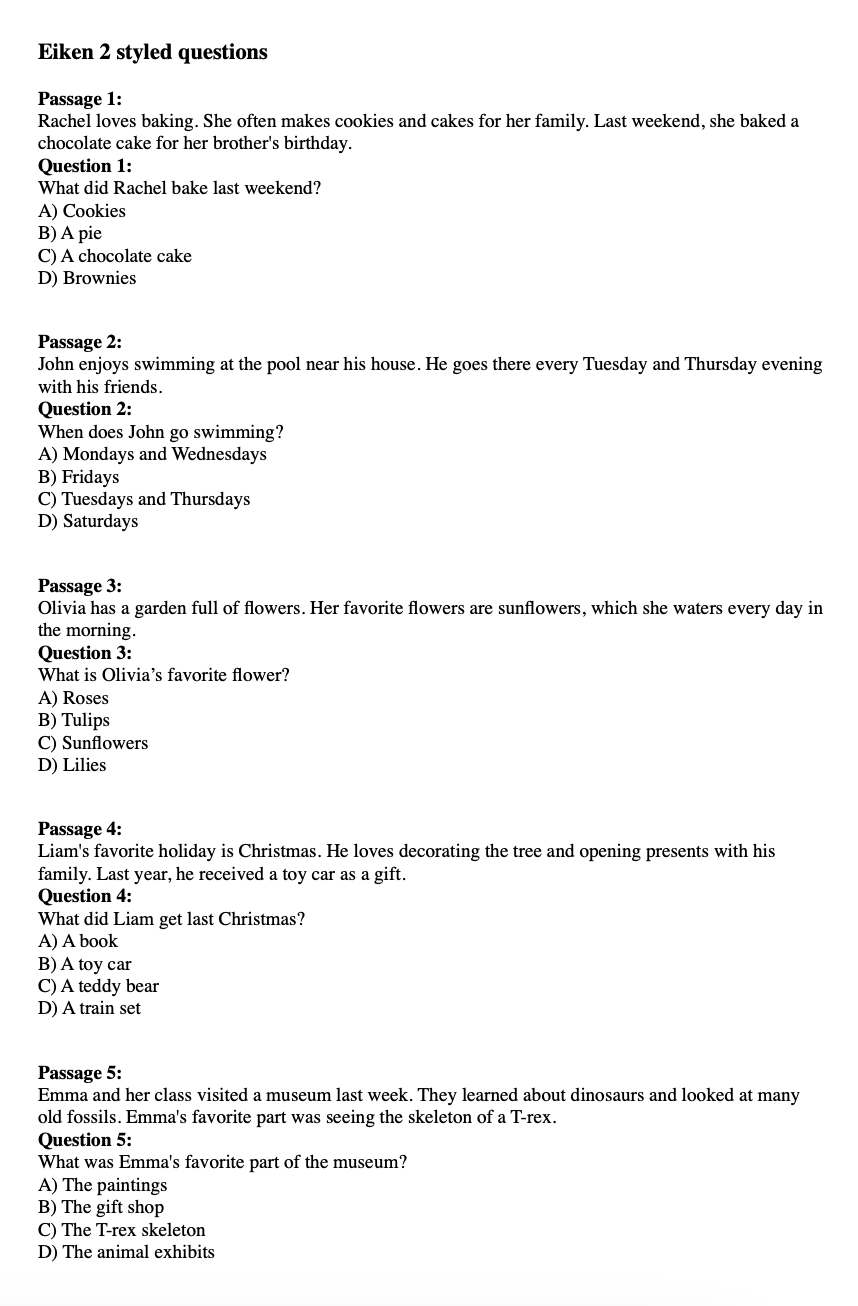 Eiken 2 styled questions
Passage 1:
Rachel loves baking. She often makes cookies and cakes for her family. Last weekend, she baked a
chocolate cake for her brother's birthday.
Question 1:
What did Rachel bake last weekend?
A) Cookies
B) A pie
C) A chocolate cake
D) Brownies
Passage 2:
John enjoys swimming at the pool near his house. He goes there every Tuesday and Thursday evening
with his friends.
Question 2:
When does John go swimming?
A) Mondays and Wednesdays
B) Fridays
C) Tuesdays and Thursdays
D) Saturdays
Passage 3:
Olivia has a garden full of flowers. Her favorite flowers are sunflowers, which she waters every day in
the morning.
Question 3:
What is Olivia’s favorite flower?
A) Roses
B) Tulips
C) Sunflowers
D) Lilies
Passage 4:
Liam's favorite holiday is Christmas. He loves decorating the tree and opening presents with his
family. Last year, he received a toy car as a gift.
Question 4:
What did Liam get last Christmas?
A) A book
B) A toy car
C) A teddy bear
D) A train set
Passage 5:
Emma and her class visited a museum last week. They learned about dinosaurs and looked at many
old fossils. Emma's favorite part was seeing the skeleton of a T-rex.
Question 5:
What was Emma's favorite part of the museum?
A) The paintings
B) The gift shop
C) The T-rex skeleton
D) The animal exhibits